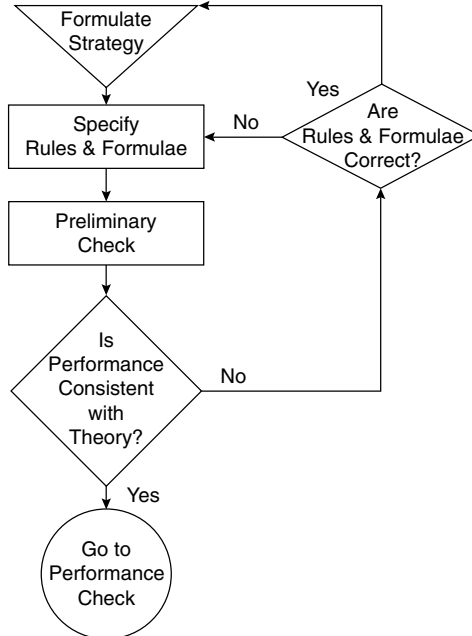 Formulate
Strategy
Yes
Are
Rules & Formulae
Correct?
No
Specify
Rules & Formulae
Preliminary
Check
Is
Performance
Consistent
with
Theory?
No
Yes
Go to
Performance
Check